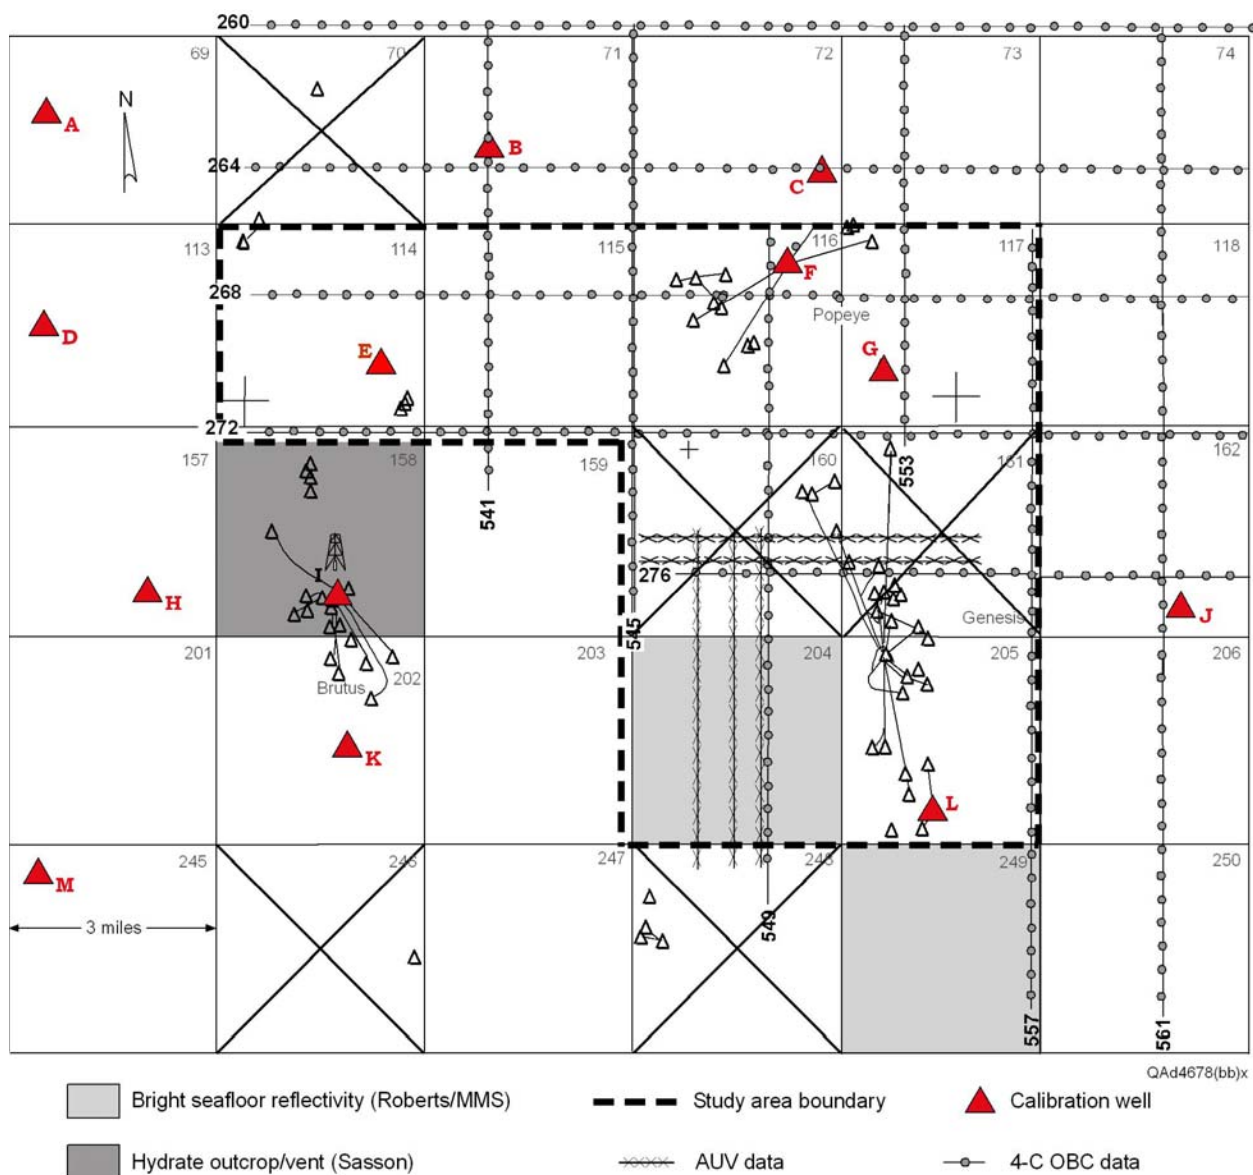 260
69
70
71
72
73
74
N
A
B
264
C
113
114
115
116
117
118
F
268
Popeye
D
E
G
272
157
158
159
160
161
162
553
541
I
276
H
Genesis
J
545
201
202
203
204
205
206
Brutus
K
L
245
246
247
248
249
250
M
3 miles
549
557
561
QAd4678(bb)x
Bright seafloor reflectivity (Roberts/MMS)
Study area boundary
Calibration well
Hydrate outcrop/vent (Sasson)
AUV data
4-C OBC data